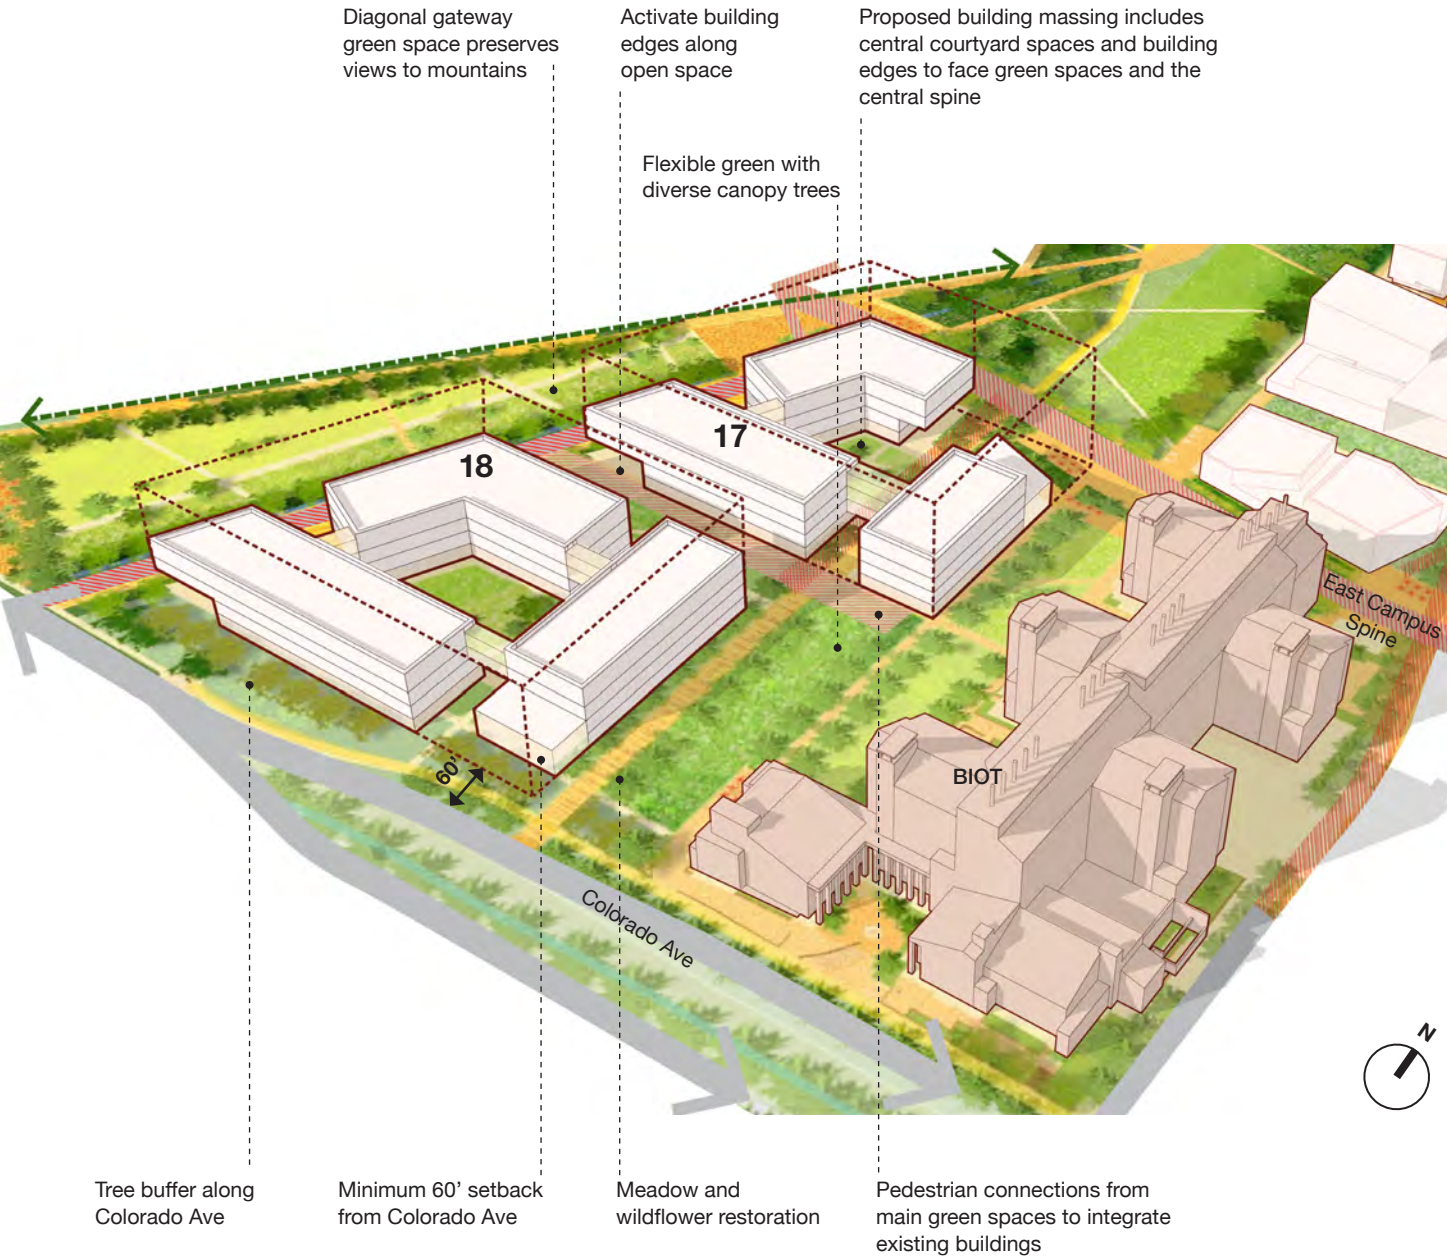 Diagonal gateway
green space preserves
views to mountains
Activate building
edges along
open space
Proposed building massing includes
central courtyard spaces and building
edges to face green spaces and the
central spine
Flexible green with
diverse canopy trees
17
18
East Campus
Spine
BIOT
60’
Colorado Ave
N
Tree buffer along
Colorado Ave
Minimum 60’ setback
from Colorado Ave
Meadow and
wildflower restoration
Pedestrian connections from
main green spaces to integrate
existing buildings